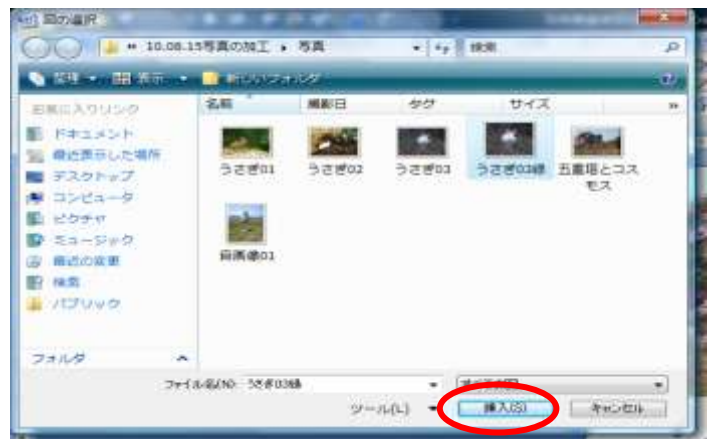 図の選択
« 10.08.15写真の加工 ▸ 写真
検索
整理 表示 新しいフォルダ
お気に入りリンク
名前 撮影日 タグ サイズ »
ドキュメント
最近表示した場所
デスクトップ
コンピュータ
ピクチャ
ミュージック
最近の変更
検索
パブリック
うさぎ01
うさぎ02
うさぎ03
うさぎ03縁
五重塔とコスモス
フォルダ
ファイル名(N): うさぎ03縁
ツール(L)
挿入(S)
キャンセル